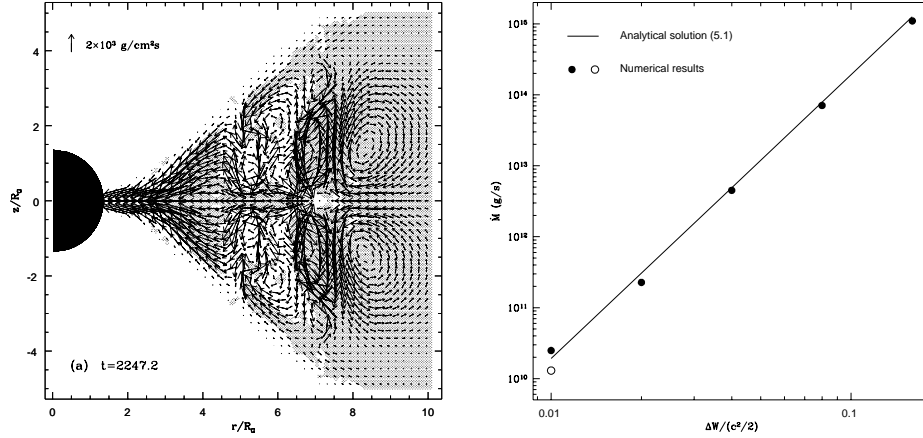 2×10³ g/cm²s
z/R_g
4
2
0
-2
-4
(a) t=2247.2
0
2
4
6
8
10
r/R_g
Analytical solution (5.1)
Numerical results
Ṁ (g/s)
10¹⁵
10¹⁴
10¹³
10¹²
10¹¹
10¹⁰
0.01
0.1
ΔW/(c²/2)